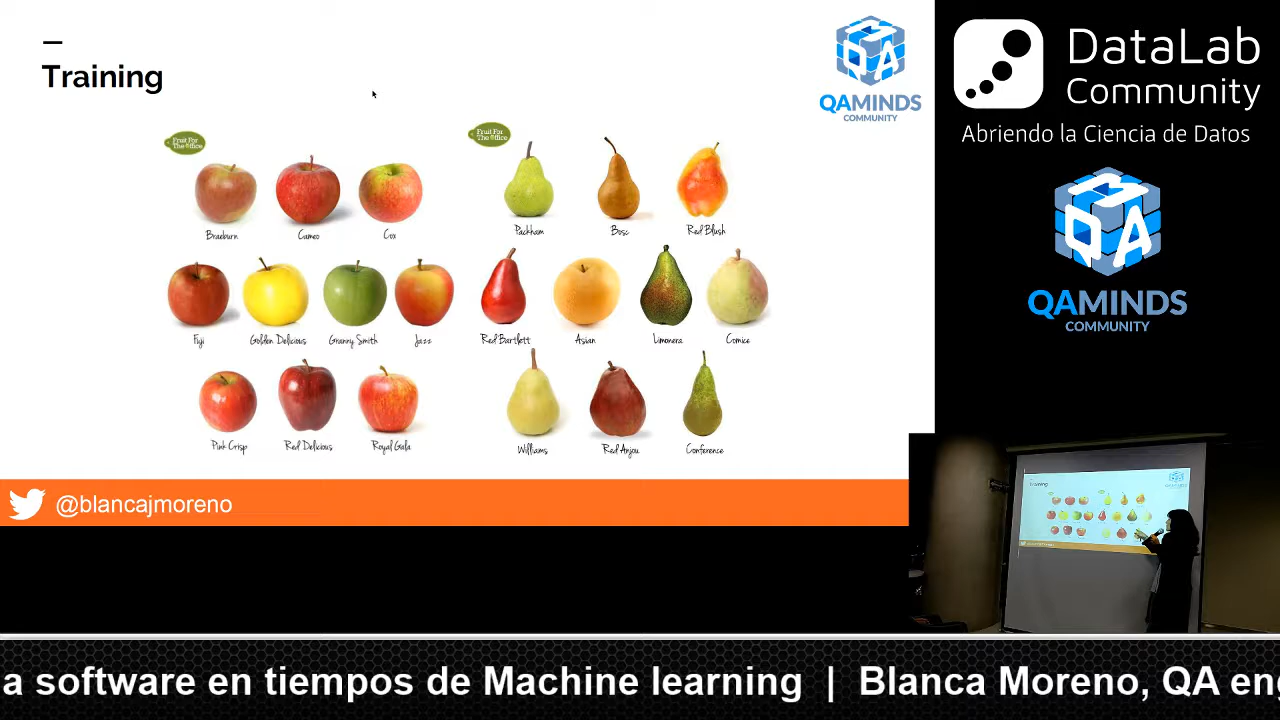 Training
QAMINDS
COMMUNITY
DataLab
Community
Abriendo la Ciencia de Datos
QAMINDS
COMMUNITY
Fruit For
The Office
Fruit For
The Office
Braeburn Cameo Cox
Packham Bosc Red Blush
Fiji Golden Delicious Granny Smith Jazz
Red Bartlett Asian Limonera Comice
Pink Crisp Red Delicious Royal Gala
Williams Red Anjou Conference
@blancajmoreno
Training
a software en tiempos de Machine learning | Blanca Moreno, QA eng